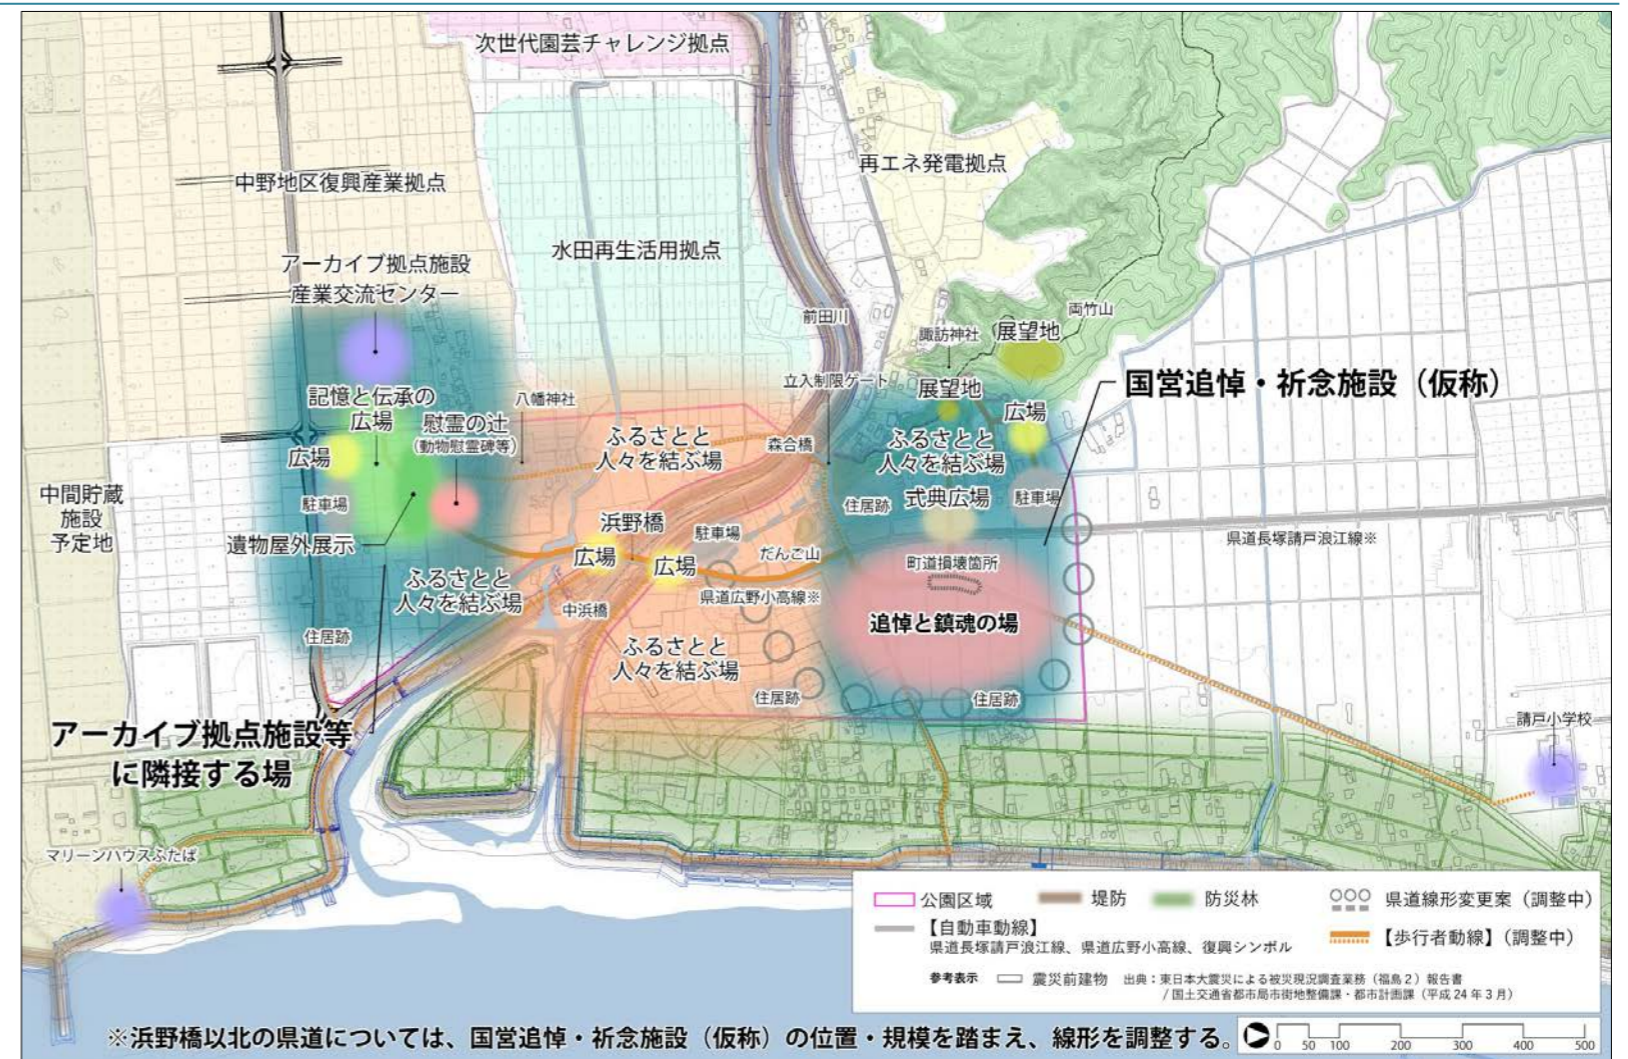 次世代園芸チャレンジ拠点
中野地区復興産業拠点
再エネ発電拠点
水田再生活用拠点
アーカイブ拠点施設
産業交流センター
前田川
両竹山
諏訪神社
展望地
立入制限ゲート
展望地
国営追悼・祈念施設（仮称）
記憶と伝承の
広場
八幡神社
慰霊の辻
（動物慰霊碑等）
広場
ふるさとと
人々を結ぶ場
森合橋
ふるさとと
人々を結ぶ場
広場
中間貯蔵
施設
予定地
駐車場
住居跡
式典広場
駐車場
浜野橋
駐車場
遺物屋外展示
広場
広場
だんご山
県道長塚請戸浪江線※
町道損壊箇所
ふるさとと
人々を結ぶ場
県道広野小高線※
中浜橋
追悼と鎮魂の場
住居跡
ふるさとと
人々を結ぶ場
住居跡
住居跡
アーカイブ拠点施設等
に隣接する場
請戸小学校
マリーンハウスふたば
公園区域
堤防
防災林
県道線形変更案（調整中）
【自動車動線】
県道長塚請戸浪江線、県道広野小高線、復興シンボル
【歩行者動線】（調整中）
参考表示
震災前建物
出典：東日本大震災による被災現況調査業務（福島２）報告書
/ 国土交通省都市局市街地整備課・都市計画課（平成 24 年 3 月）
※浜野橋以北の県道については、国営追悼・祈念施設（仮称）の位置・規模を踏まえ、線形を調整する。
0 50 100 200 300 400 500